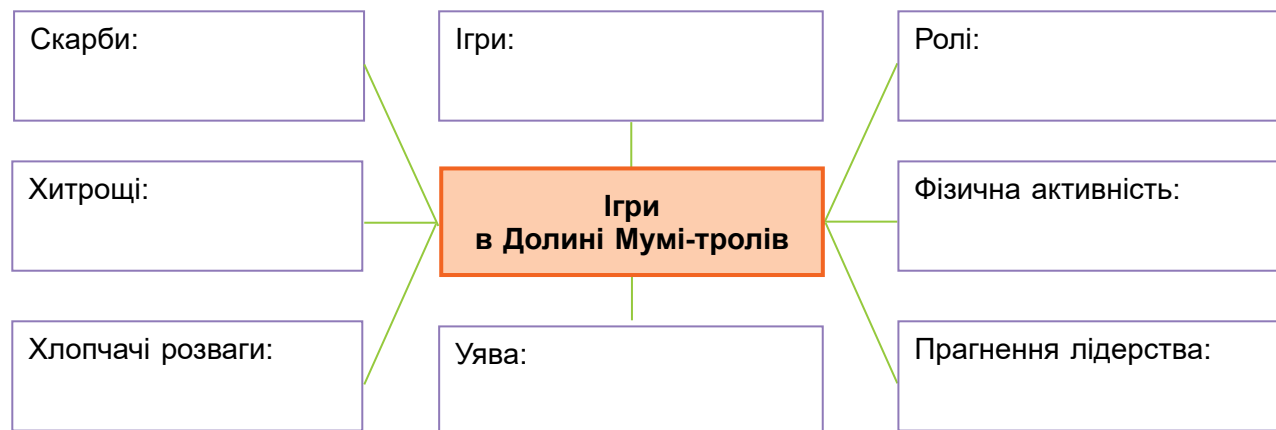 Скарби:
Ігри:
Ролі:
Хитрощі:
Ігри
в Долині Мумі-тролів
Фізична активність:
Хлопчачі розваги:
Уява:
Прагнення лідерства: